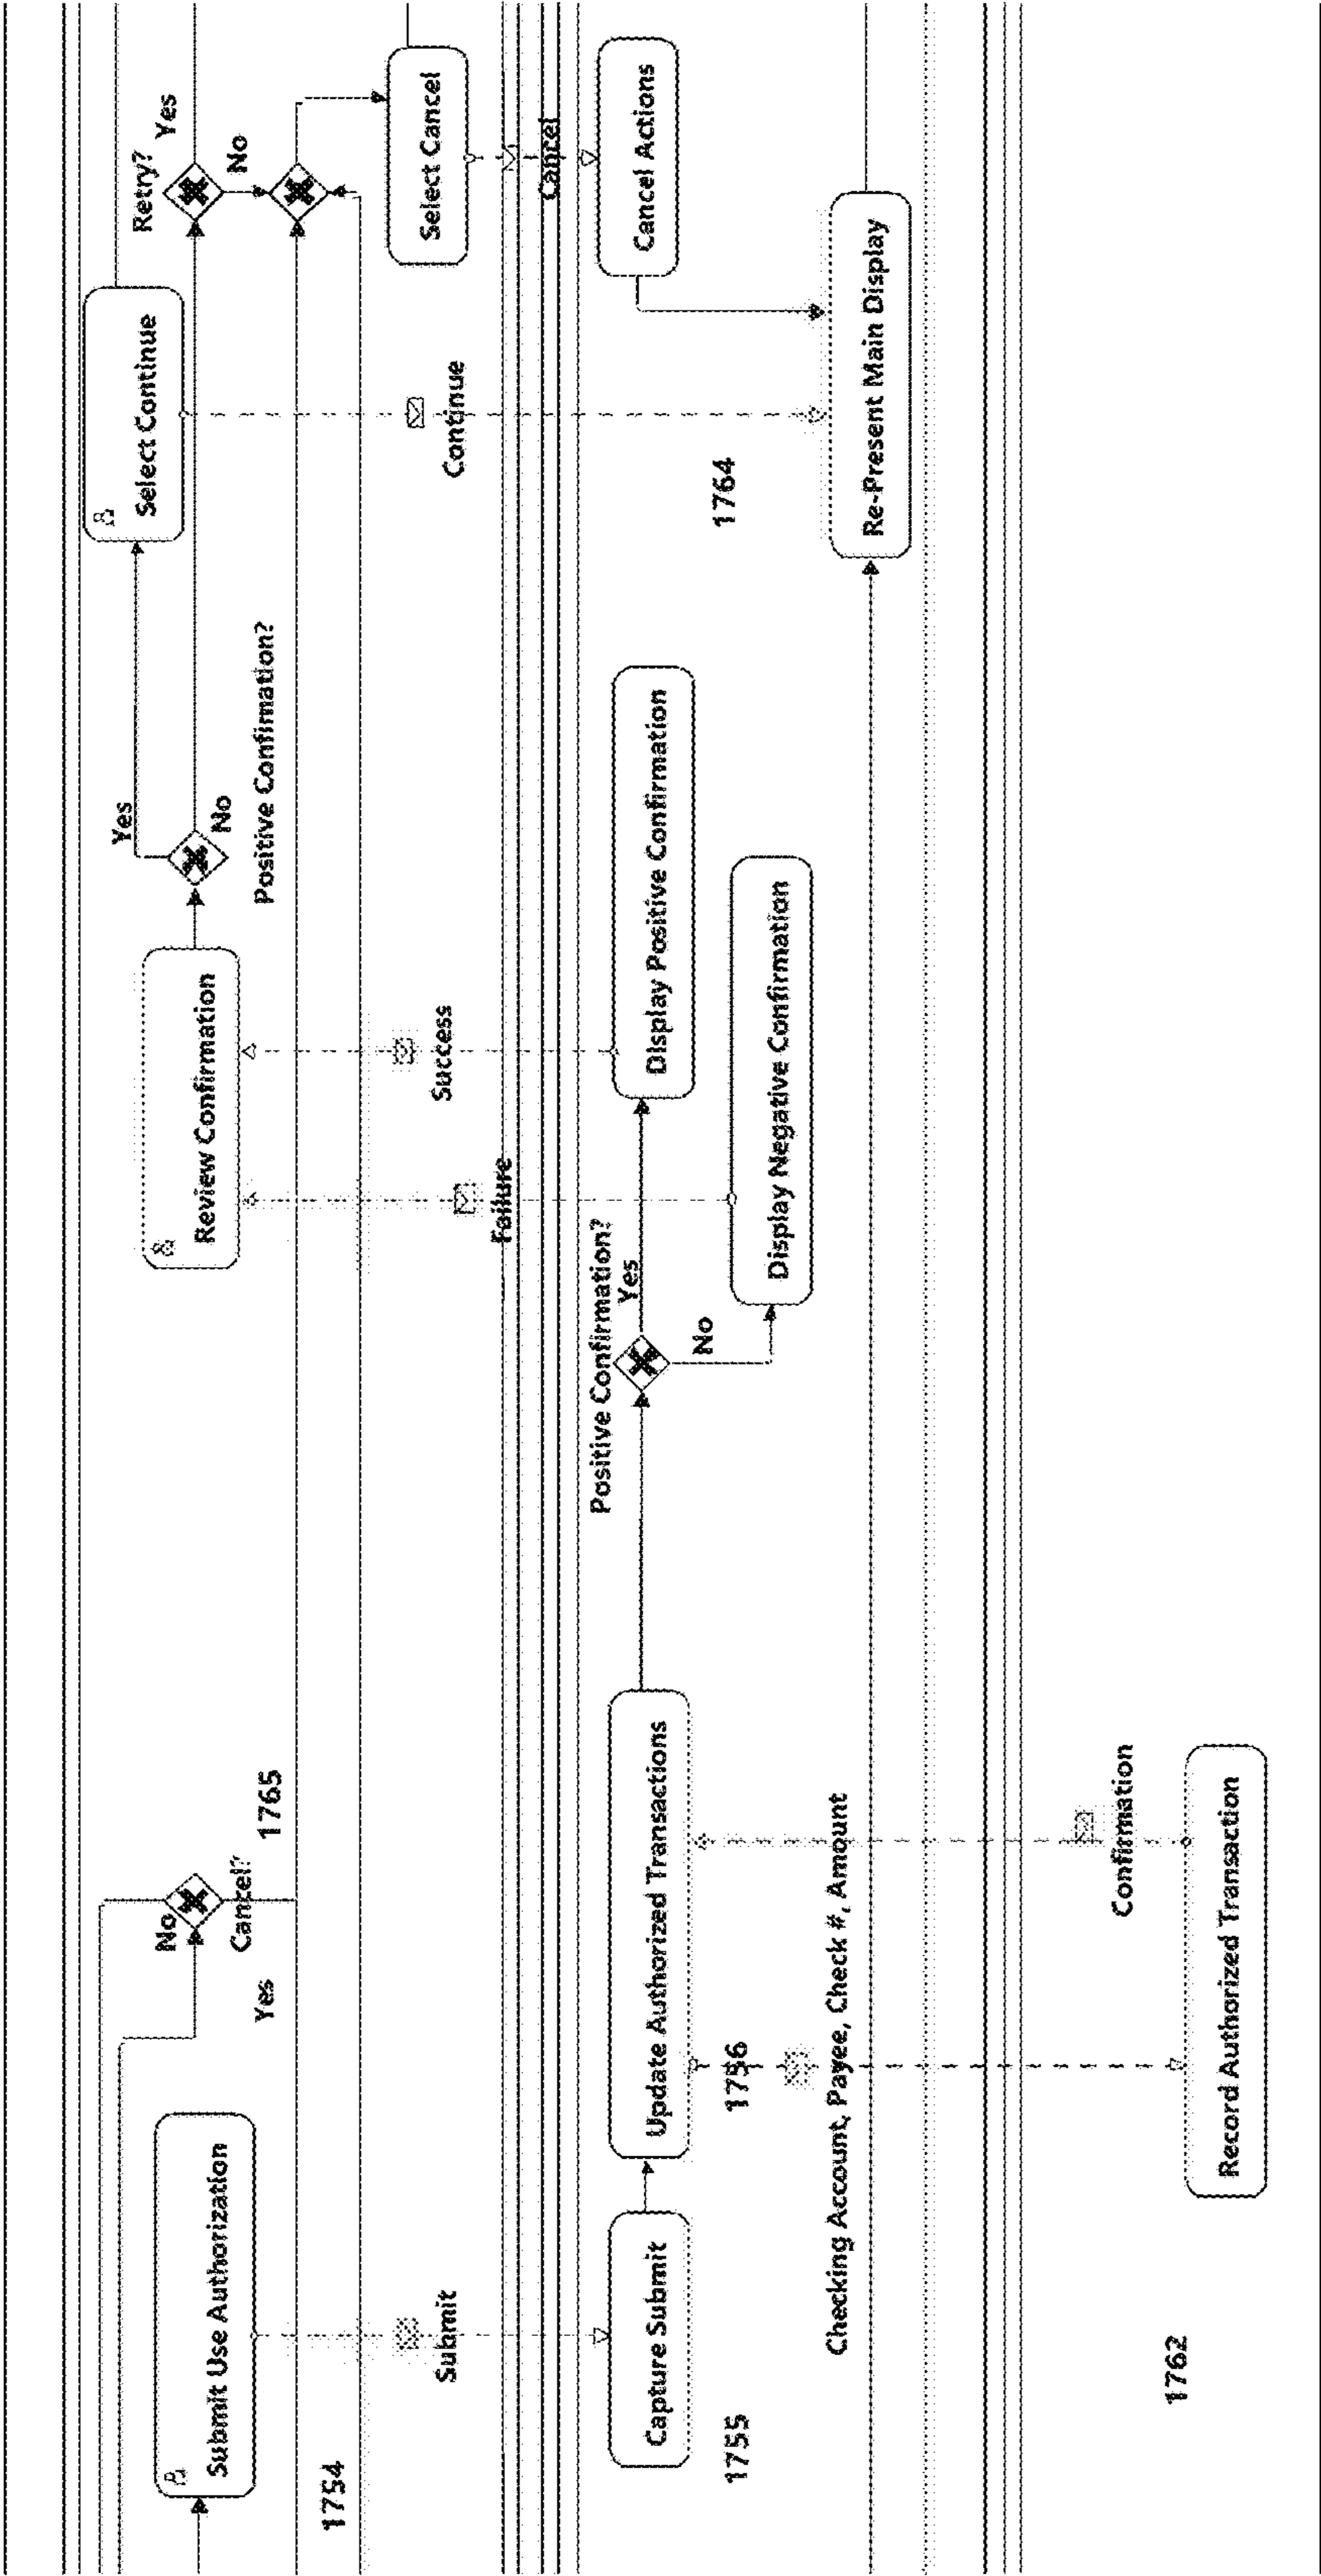 Submit Use Authorization
1754
Submit
No
Cancel?
Yes
1765
Review Confirmation
Failure
Success
Yes
No
Positive Confimation?
Select Continue
Continue
Retry?
Yes
No
Select Cancel
Cancel
Capture Submit
1755
Update Authorized Transactions
1756
Checking Account, Payee, Check #, Amount
Positive Confirmation?
Yes
No
Display Positive Confirmation
Display Negative Confirmation
Cancel Actions
1764
Re-Present Main Display
1762
Record Authorized Transaction
Confirmation